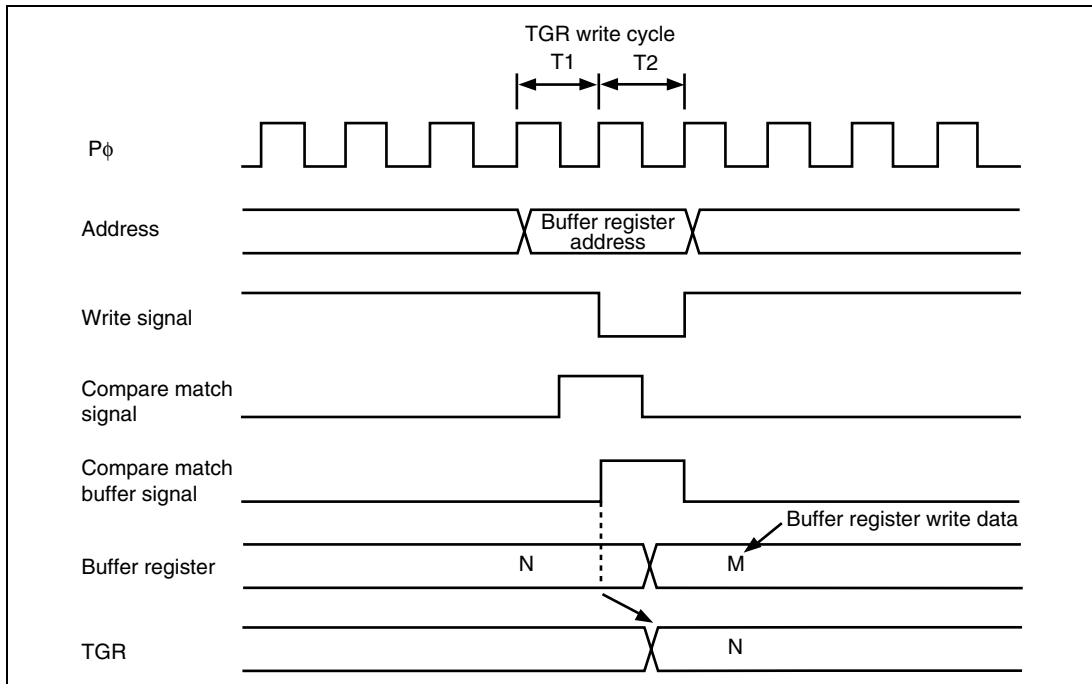 TGR write cycle
T1
T2
Pϕ
Address
Buffer register
address
Write signal
Compare match
signal
Compare match
buffer signal
Buffer register write data
Buffer register
N
M
TGR
N